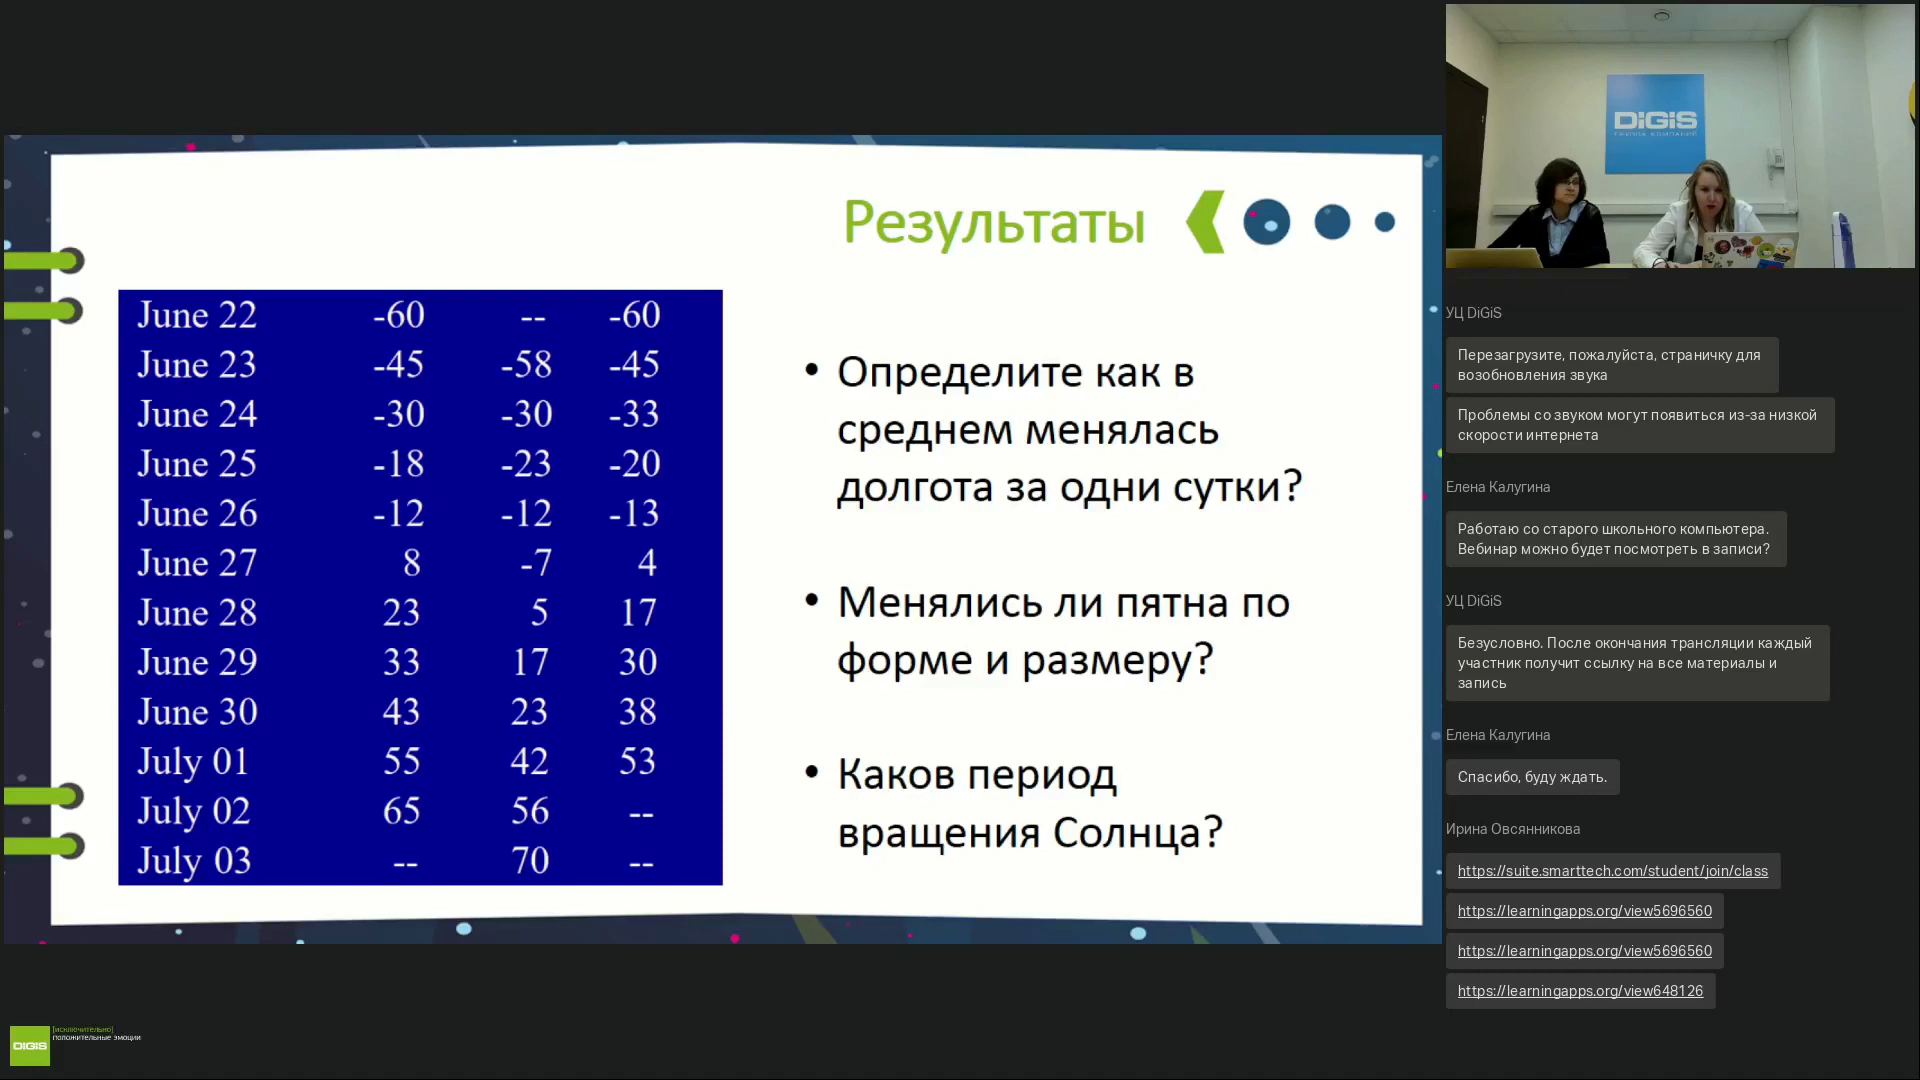 Результаты
June 22 -60 -- -60
June 23 -45 -58 -45
June 24 -30 -30 -33
June 25 -18 -23 -20
June 26 -12 -12 -13
June 27 8 -7 4
June 28 23 5 17
June 29 33 17 30
June 30 43 23 38
July 01 55 42 53
July 02 65 56 --
July 03 -- 70 --
• Определите как в
среднем менялась
долгота за одни сутки?
• Менялись ли пятна по
форме и размеру?
• Каков период
вращения Солнца?
DiGiS
ГРУППА КОМПАНИЙ
УЦ DiGiS
Перезагрузите, пожалуйста, страничку для
возобновления звука
Проблемы со звуком могут появиться из-за низкой
скорости интернета
Елена Калугина
Работаю со старого школьного компьютера.
Вебинар можно будет посмотреть в записи?
УЦ DiGiS
Безусловно. После окончания трансляции каждый
участник получит ссылку на все материалы и
запись
Елена Калугина
Спасибо, буду ждать.
Ирина Овсянникова
https://suite.smarttech.com/student/join/class
https://learningapps.org/view5696560
https://learningapps.org/view5696560
https://learningapps.org/view648126
DiGiS
[исключительно]
положительные эмоции